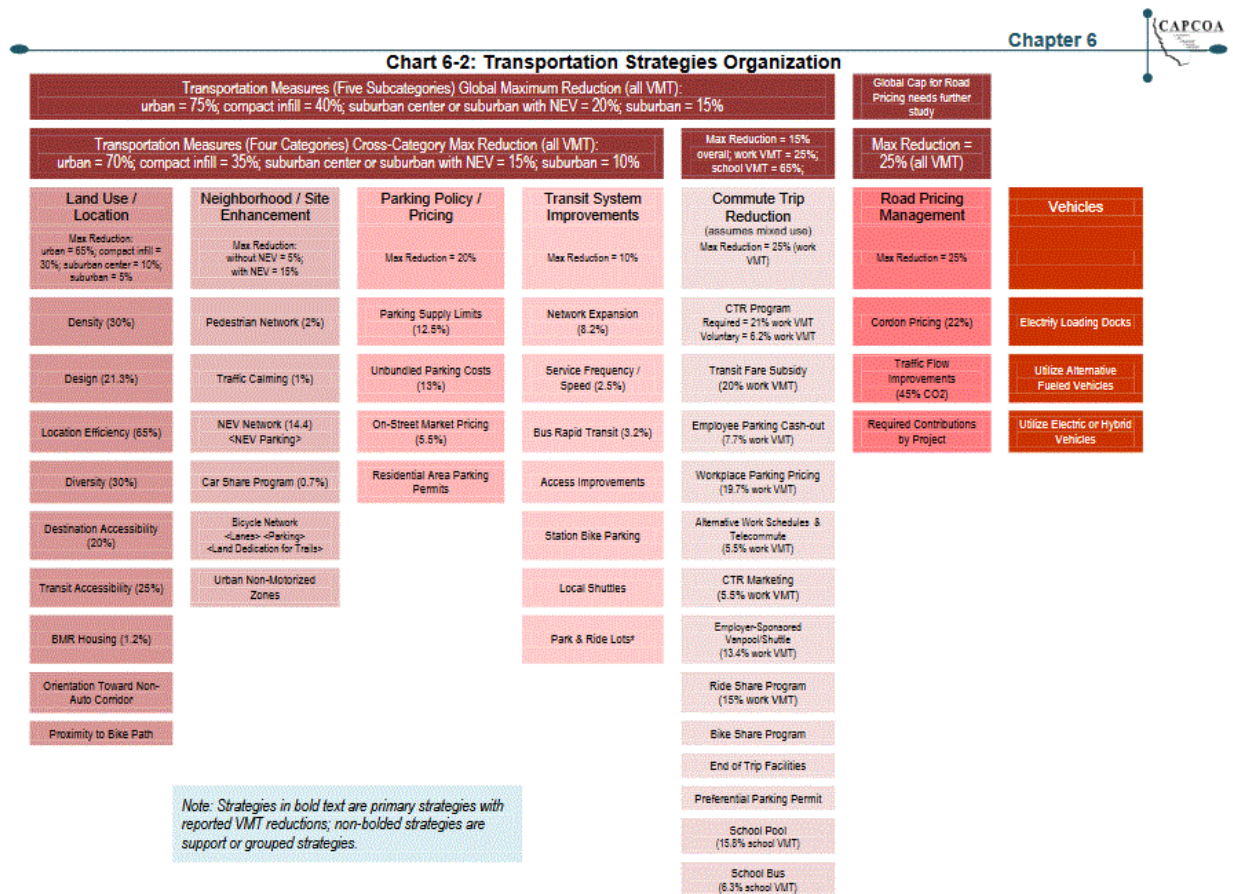 CAPCOA
Chapter 6
Chart 6-2: Transportation Strategies Organization
Transportation Measures (Five Subcategories) Global Maximum Reduction (all VMT):
urban = 75%; compact infill = 40%; suburban center or suburban with NEV = 20%; suburban = 15%
Global Cap for Road
Pricing needs further
study
Transportation Measures (Four Categories) Cross-Category Max Reduction (all VMT):
urban = 70%; compact infill = 35%; suburban center or suburban with NEV = 15%; suburban = 10%
Max Reduction = 15%
overall; work VMT = 25%;
school VMT = 65%;
Max Reduction =
25% (all VMT)
Land Use /
Location
Max Reduction:
urban = 65%; compact infill =
30%; suburban center = 10%;
suburban = 5%
Density (30%)
Design (21.3%)
Location Efficiency (65%)
Diversity (30%)
Destination Accessibility
(20%)
Transit Accessibility (25%)
BMR Housing (1.2%)
Orientation Toward Non-
Auto Corridor
Proximity to Bike Path
Neighborhood / Site
Enhancement
Max Reduction:
without NEV = 5%;
with NEV = 15%
Pedestrian Network (2%)
Traffic Calming (1%)
NEV Network (14.4)
<NEV Parking>
Car Share Program (0.7%)
Bicycle Network
<Lanes> <Parking>
<Land Dedication for Trails>
Urban Non-Motorized
Zones
Parking Policy /
Pricing
Max Reduction = 20%
Parking Supply Limits
(12.5%)
Unbundled Parking Costs
(13%)
On-Street Market Pricing
(5.5%)
Residential Area Parking
Permits
Transit System
Improvements
Max Reduction = 10%
Network Expansion
(8.2%)
Service Frequency /
Speed (2.5%)
Bus Rapid Transit (3.2%)
Access Improvements
Station Bike Parking
Local Shuttles
Park & Ride Lots*
Commute Trip
Reduction
(assumes mixed use)
Max Reduction = 25% (work
VMT)
CTR Program
Required = 21% work VMT
Voluntary = 6.2% work VMT
Transit Fare Subsidy
(20% work VMT)
Employee Parking Cash-out
(7.7% work VMT)
Workplace Parking Pricing
(19.7% work VMT)
Alternative Work Schedules &
Telecommute
(5.5% work VMT)
CTR Marketing
(5.5% work VMT)
Employer-Sponsored
Vanpool/Shuttle
(13.4% work VMT)
Ride Share Program
(15% work VMT)
Bike Share Program
End of Trip Facilities
Preferential Parking Permit
School Pool
(15.8% school VMT)
School Bus
(6.3% school VMT)
Road Pricing
Management
Max Reduction = 25%
Cordon Pricing (22%)
Traffic Flow
Improvements
(45% CO2)
Required Contributions
by Project
Vehicles
Electrify Loading Docks
Utilize Alternative
Fueled Vehicles
Utilize Electric or Hybrid
Vehicles
Note: Strategies in bold text are primary strategies with
reported VMT reductions; non-bolded strategies are
support or grouped strategies.